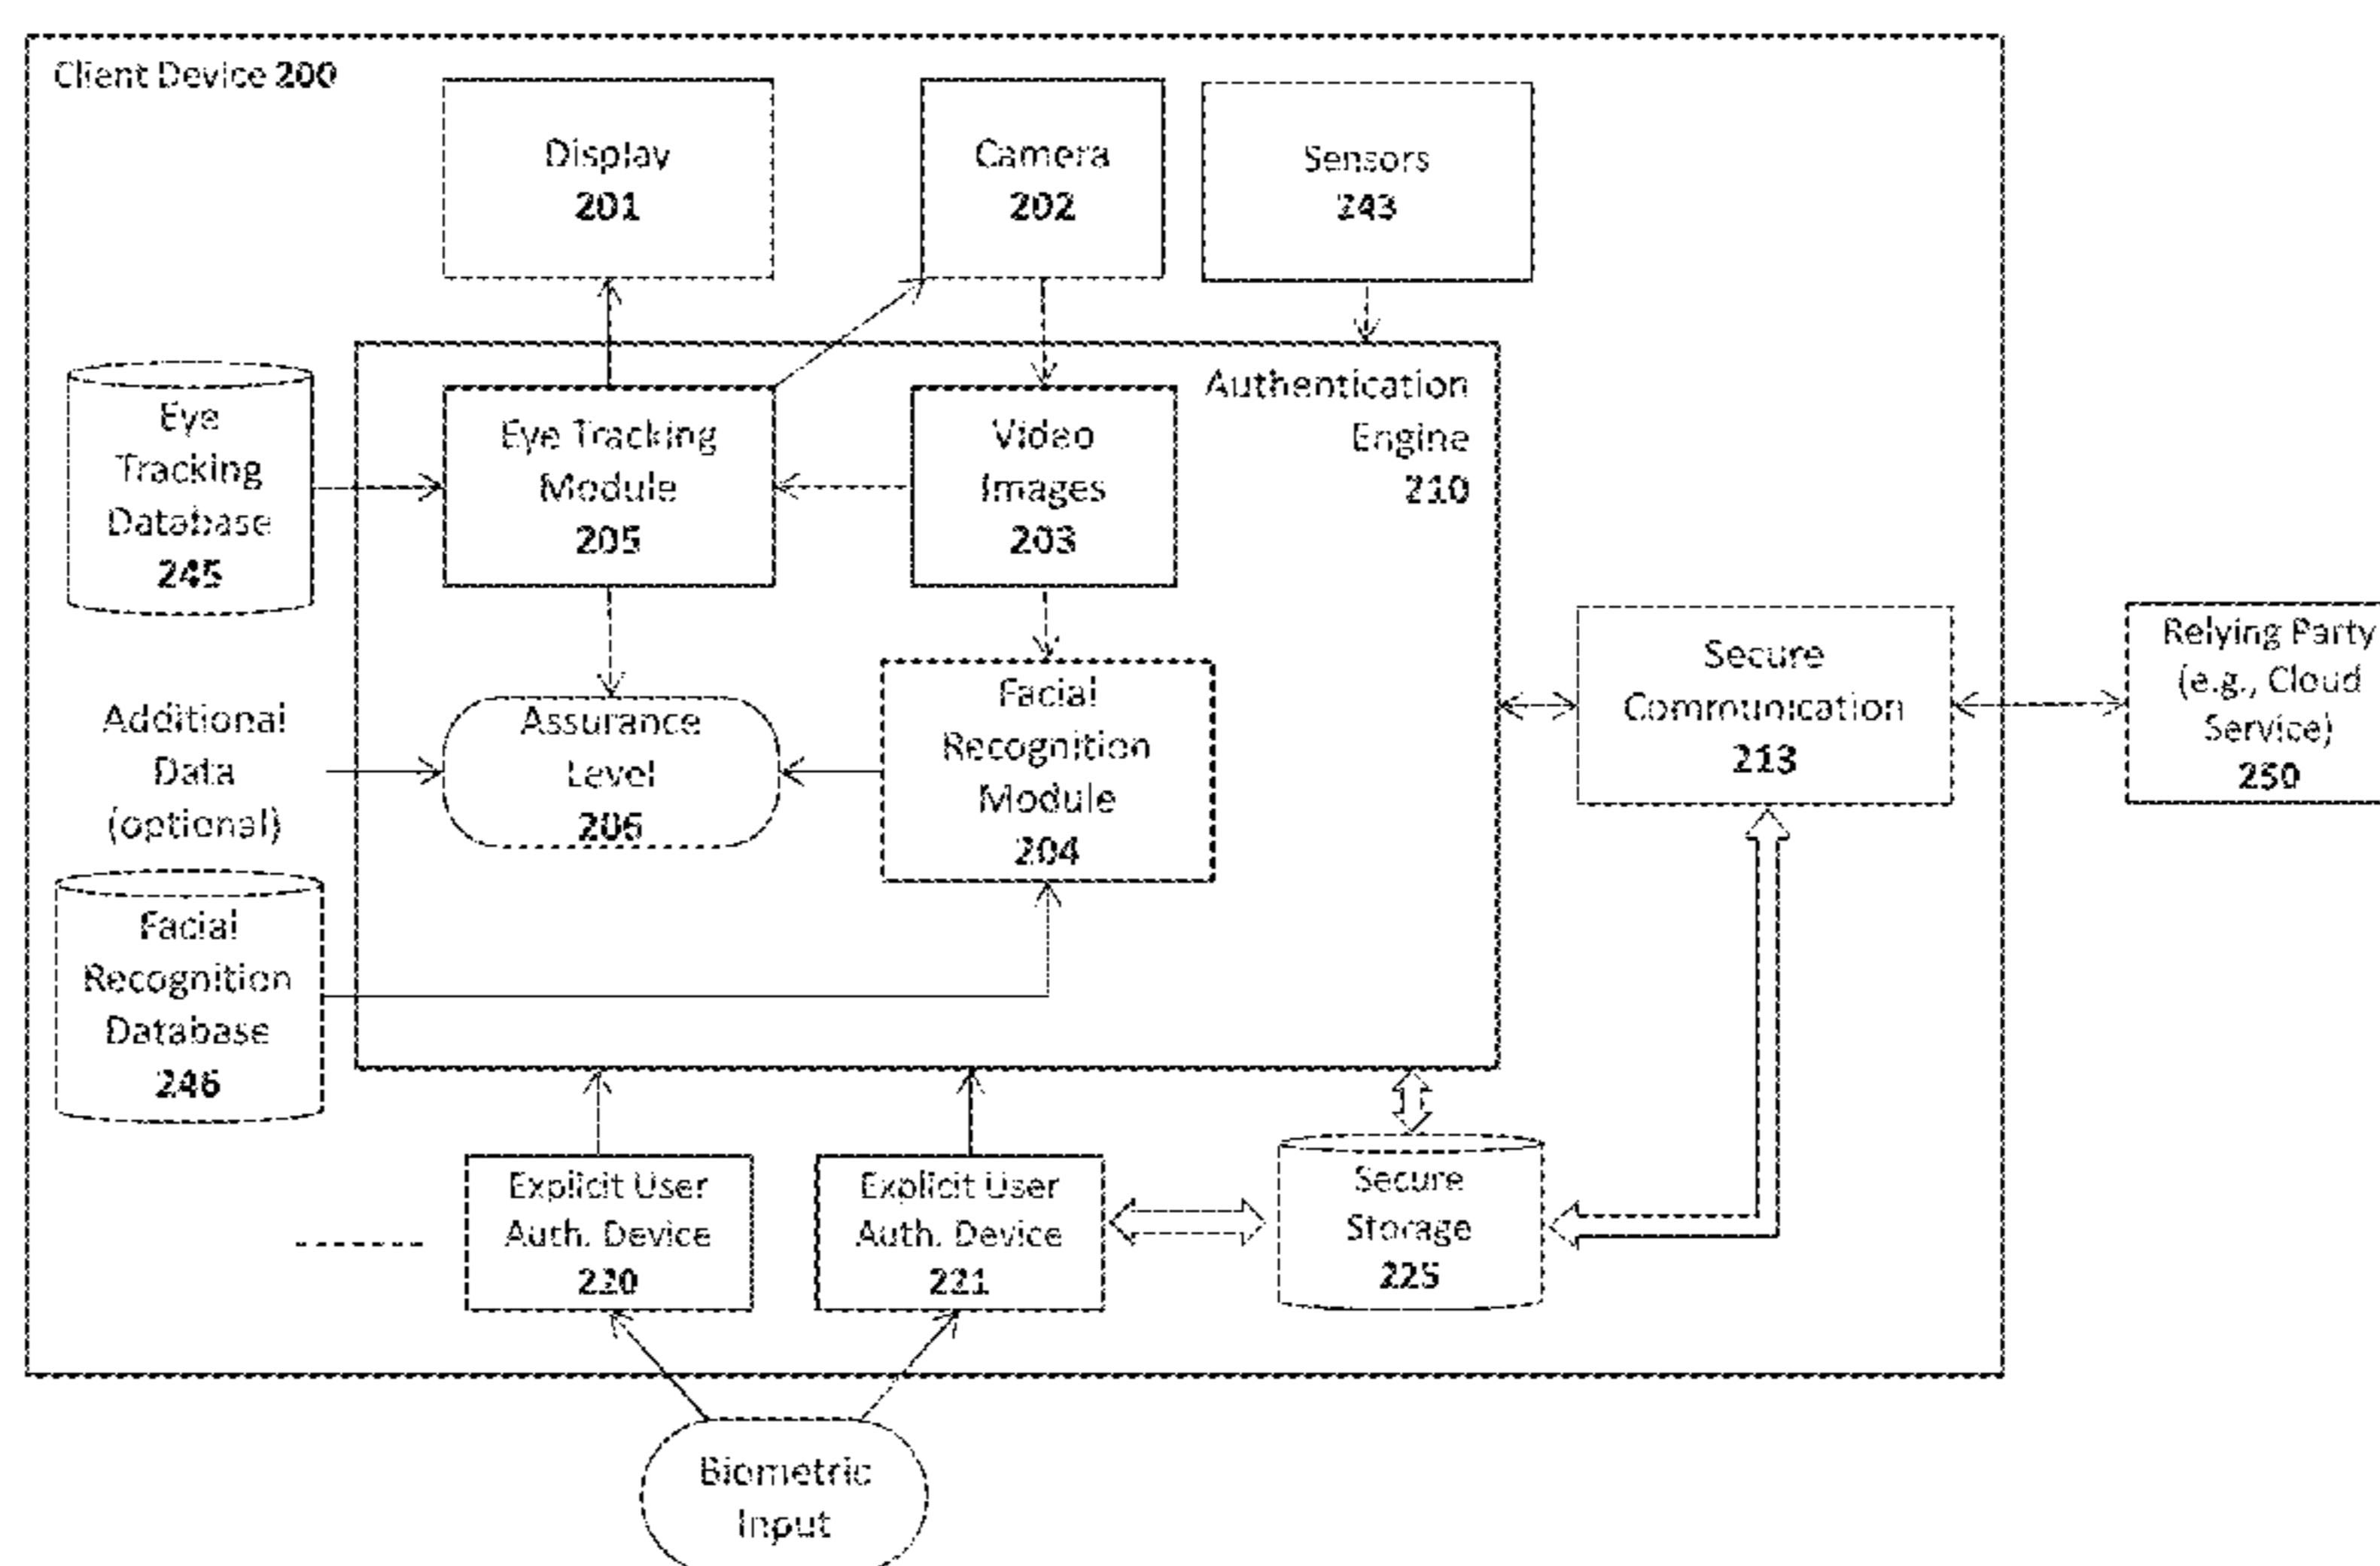 Client Device 200
Display
201
Camera
202
Sensors
243
Authentication
Engine
210
Eye
Tracking
Database
245
Eye Tracking
Module
205
Video
Images
203
Additional
Data
(optional)
Assurance
Level
206
Facial
Recognition
Module
204
Secure
Communication
213
Relying Party
(e.g., Cloud
Service)
250
Facial
Recognition
Database
246
Explicit User
Auth. Device
220
Explicit User
Auth. Device
221
Secure
Storage
225
Biometric
Input